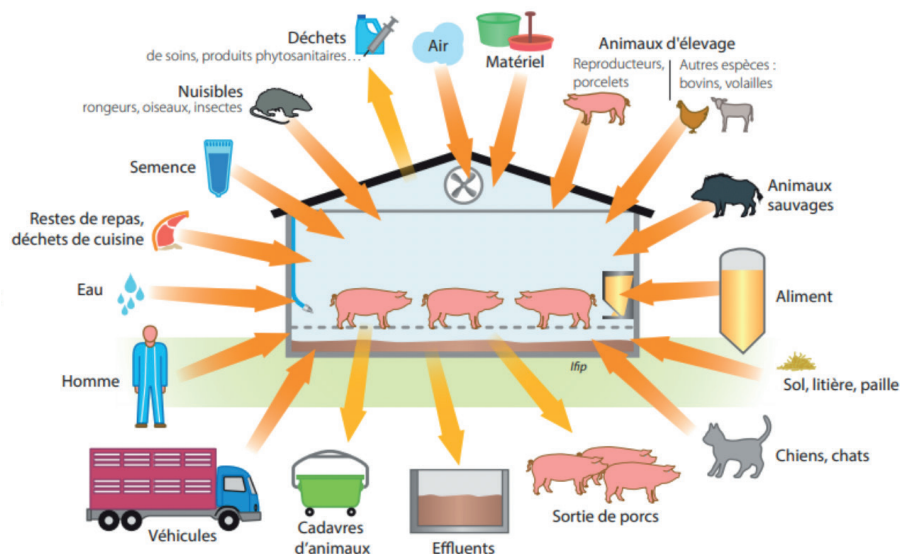 Déchets
de soins, produits phytosanitaires...
Air
Matériel
Animaux d'élevage
Reproducteurs,
porcelets
Autres espèces :
bovins, volailles
Nuisibles
rongeurs, oiseaux, insectes
Semence
Animaux
sauvages
Restes de repas,
déchets de cuisine
Eau
Aliment
Homme
Ifip
Sol, litière, paille
Chiens, chats
Véhicules
Cadavres
d'animaux
Effluents
Sortie de porcs